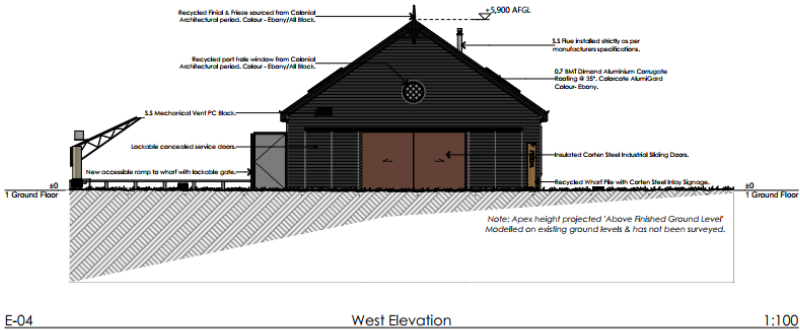 +5,900 AFGL
Recycled Finial & Frieze sourced from Colonial
Architectural period. Colour - Ebony/All Black.
S.S Flue installed strictly as per
manufacturers specifications.
Recycled port hole window from Colonial
Architectural period. Colour - Ebony/All Black.
0.7 BMT Dimond Aluminium Corrugate
Roofing @ 35°. Colorcote AlumiGard
Colour- Ebony.
S.S Mechanical Vent PC Black.
Lockable concealed service doors.
Insulated Corten Steel Industrial Sliding Doors.
New accessible ramp to wharf with lockable gate.
Recycled Wharf Pile with Corten Steel Inlay Signage.
±0
1 Ground Floor
±0
1 Ground Floor
Note: Apex height projected 'Above Finished Ground Level'
Modelled on existing ground levels & has not been surveyed.
E-04
West Elevation
1:100